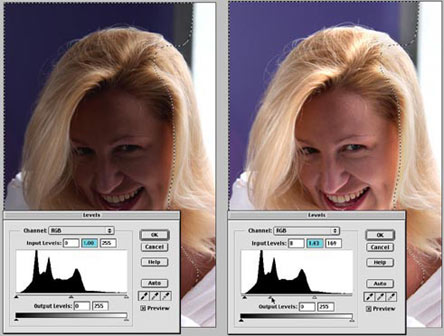 Levels
Channel: RGB
OK
Input Levels: 0 1.00 255
Cancel
Help
Auto
Output Levels: 0 255
Preview
Levels
Channel: RGB
OK
Input Levels: 8 1.43 169
Cancel
Help
Auto
Output Levels: 0 255
Preview